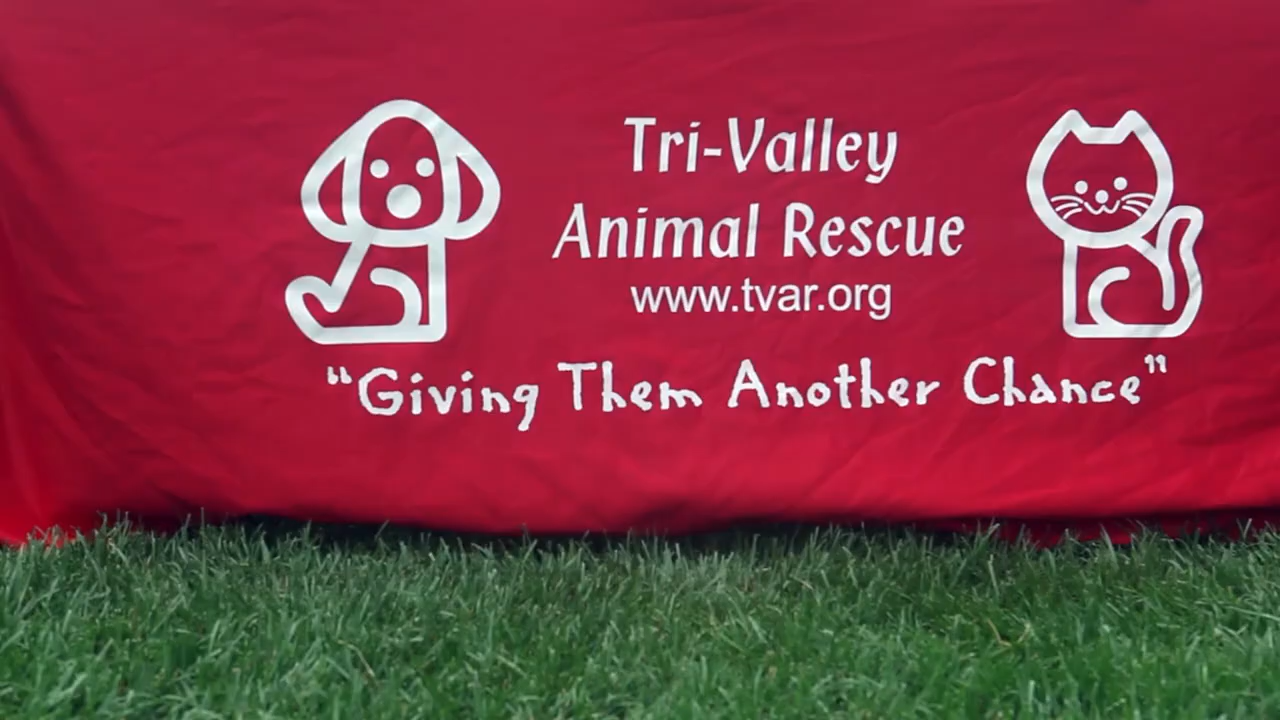 Tri-Valley
Animal Rescue
www.tvar.org
“Giving Them Another Chance”